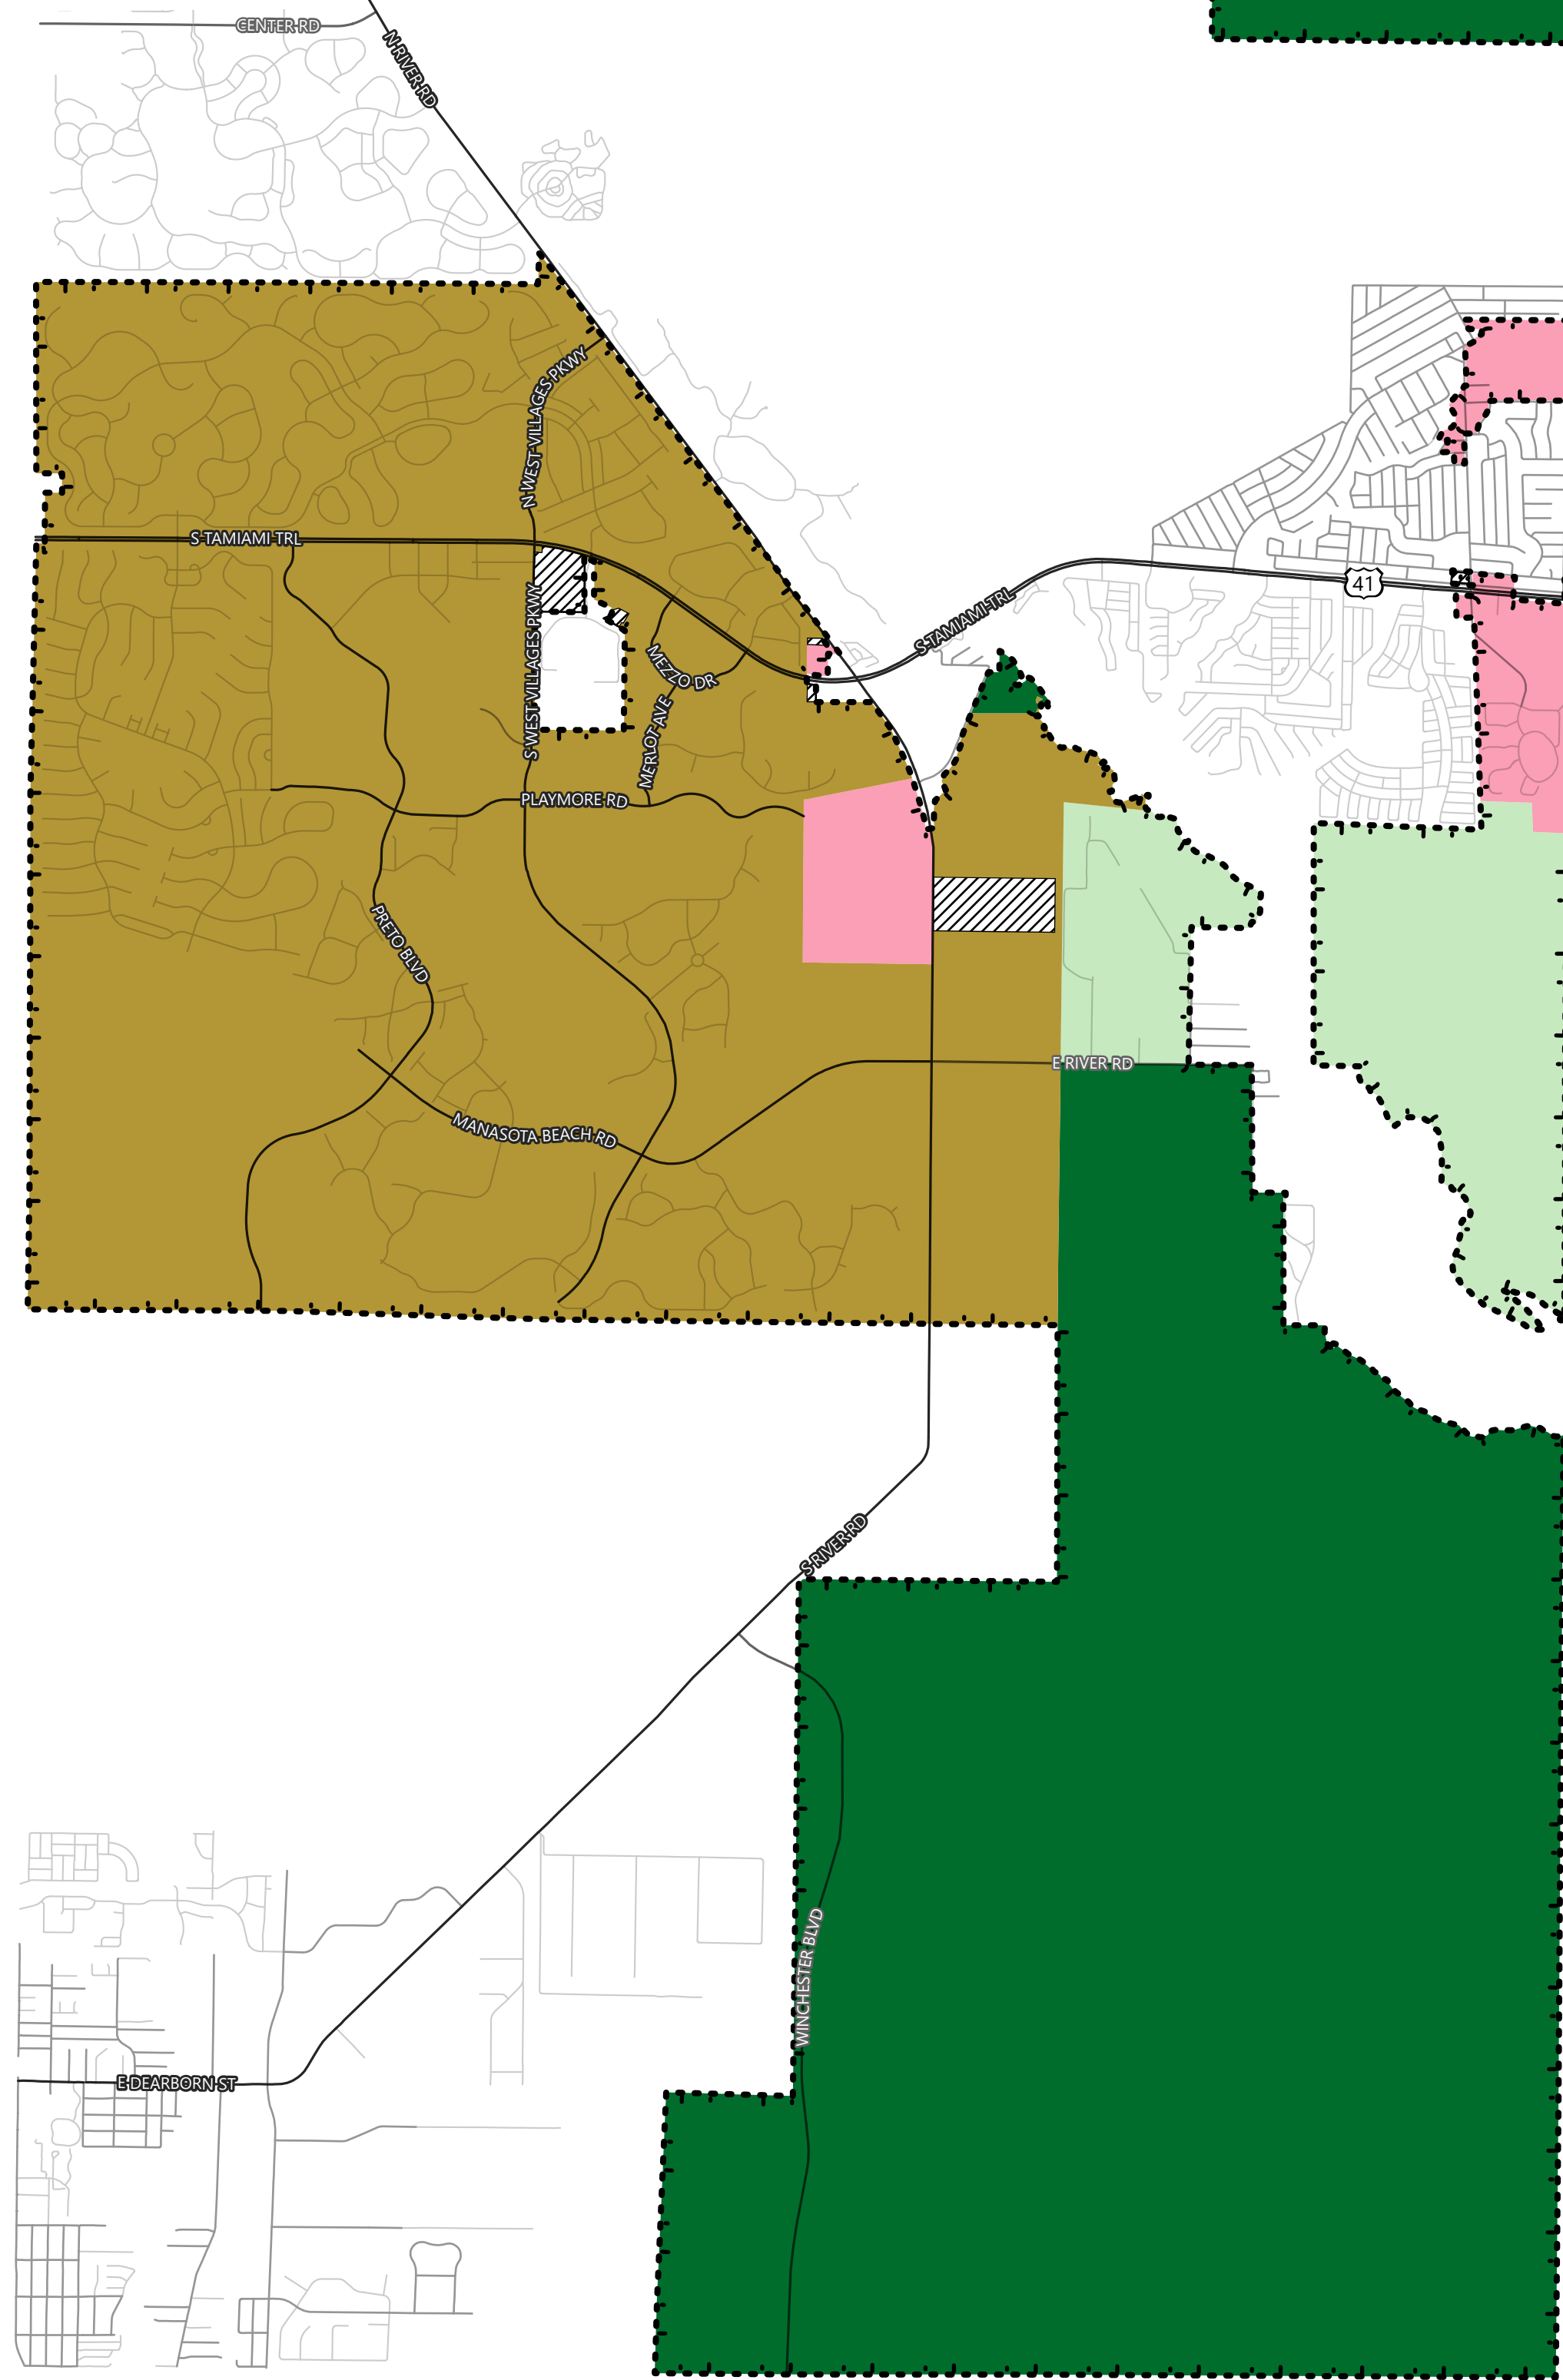 CENTER RD
N RIVER RD
N WEST VILLAGES PKWY
S TAMIAMI TRL
41
S TAMIAMI TRL
S WEST VILLAGES PKWY
MEZZO DR
MERLOT AVE
PLAYMORE RD
PRETO BLVD
E RIVER RD
MANASOTA BEACH RD
S RIVER RD
WINCHESTER BLVD
E DEARBORN ST